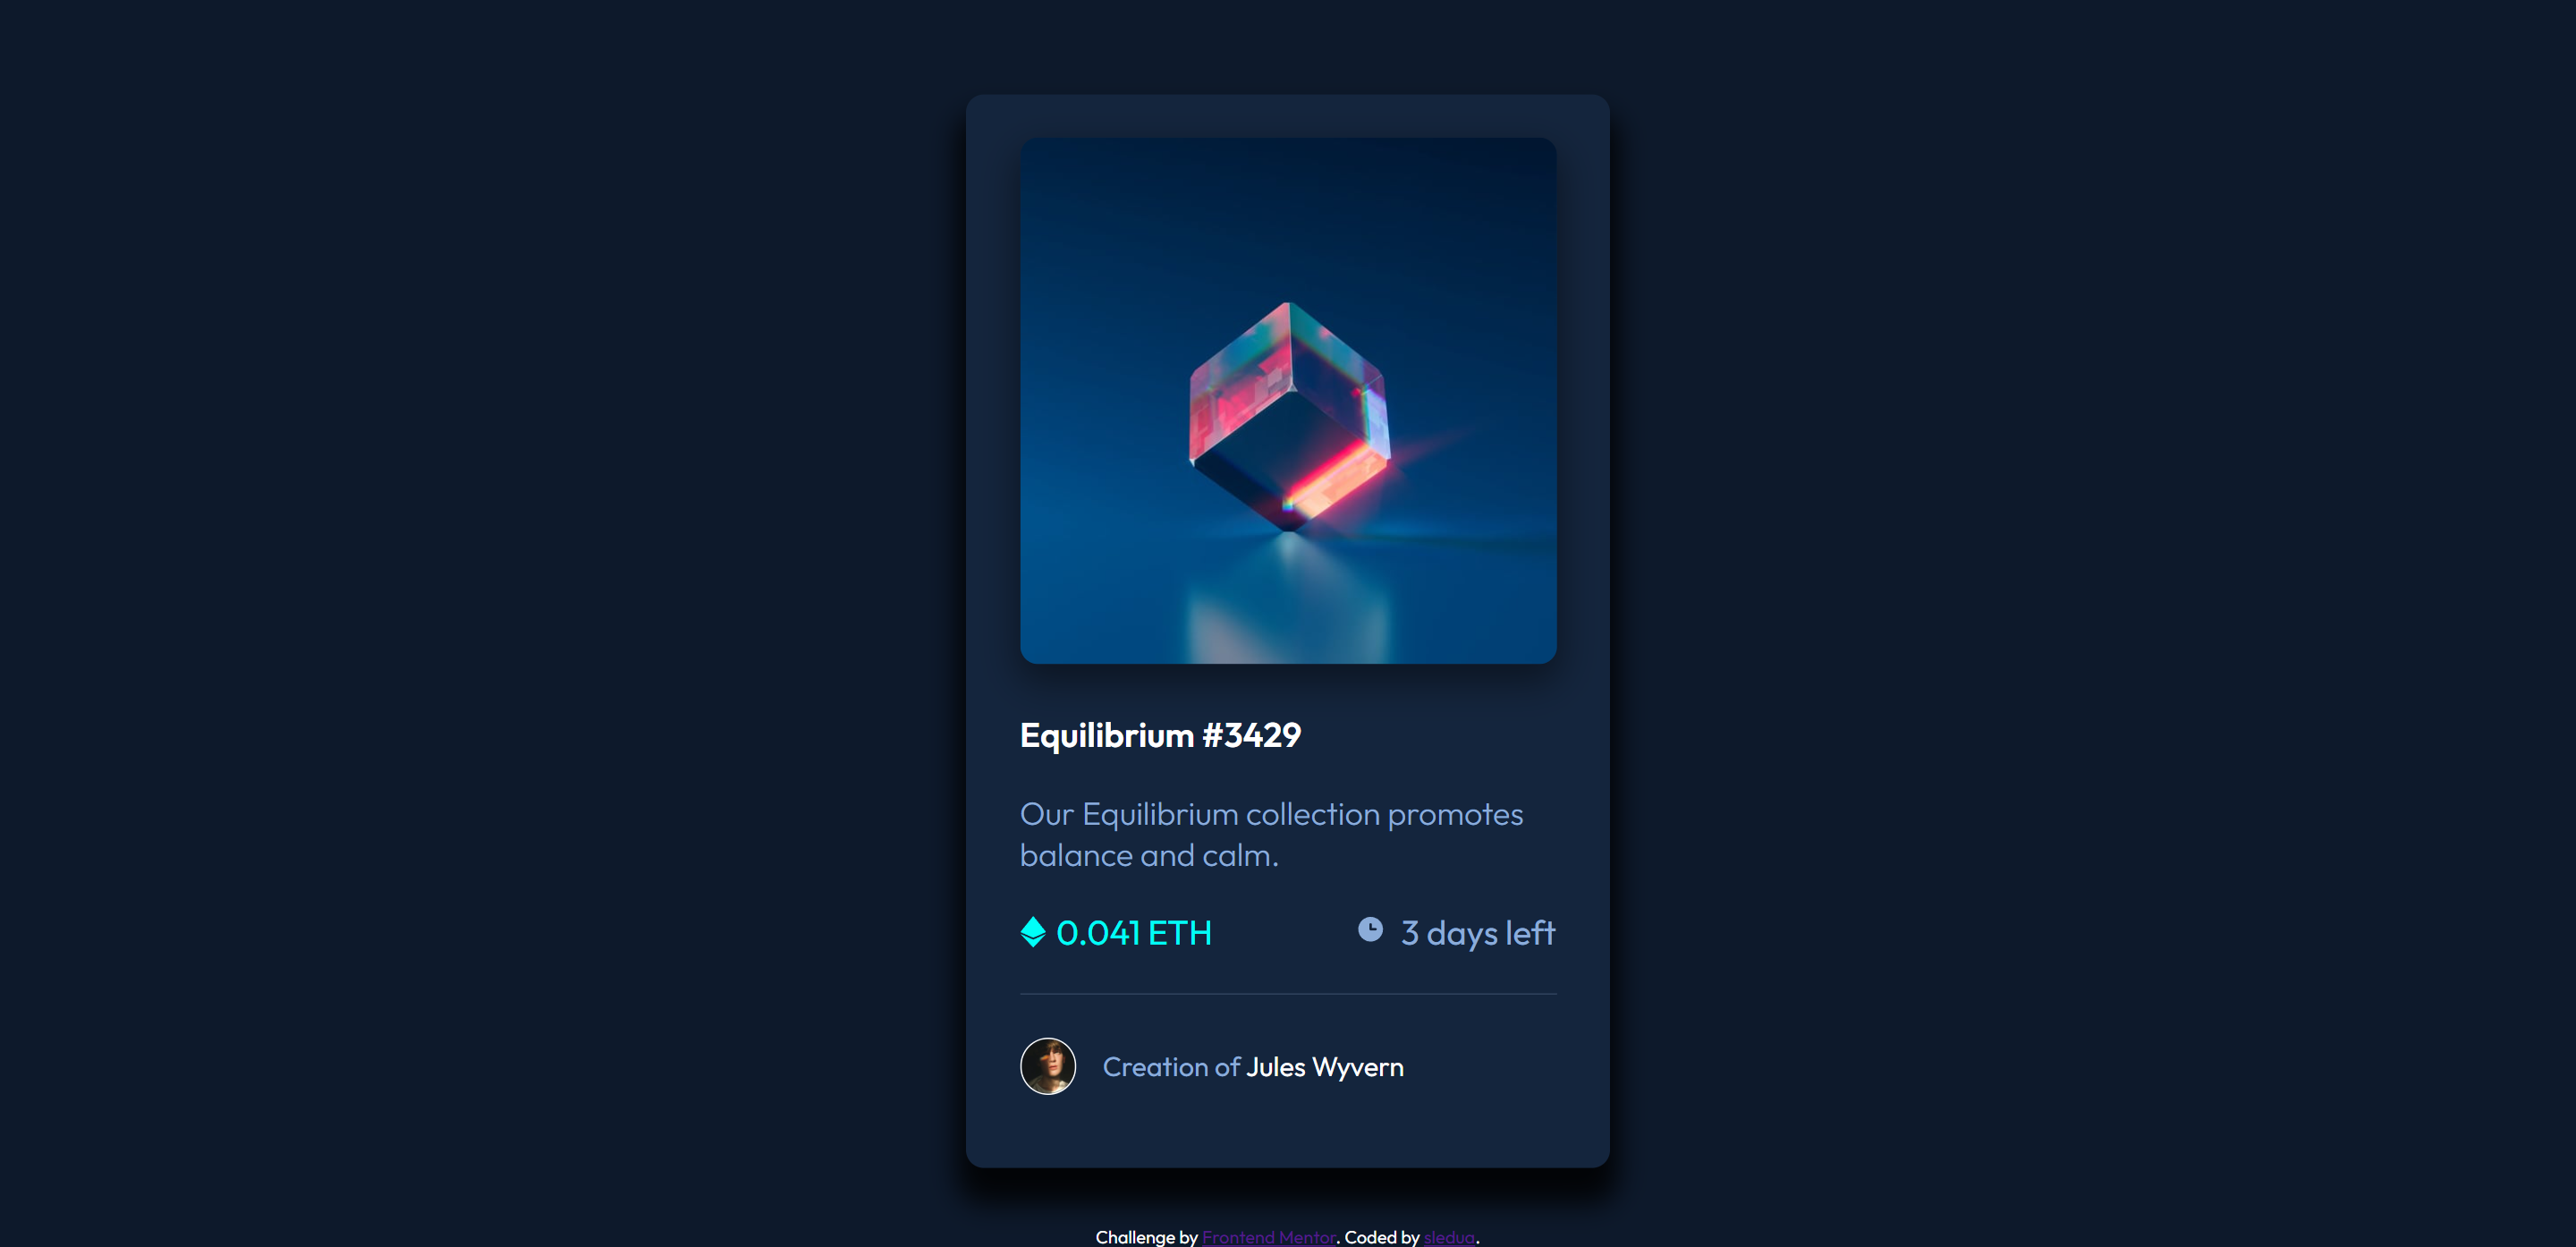 Equilibrium #3429
Our Equilibrium collection promotes
balance and calm.
0.041 ETH
3 days left
Creation of Jules Wyvern
Challenge by Frontend Mentor. Coded by sledua.